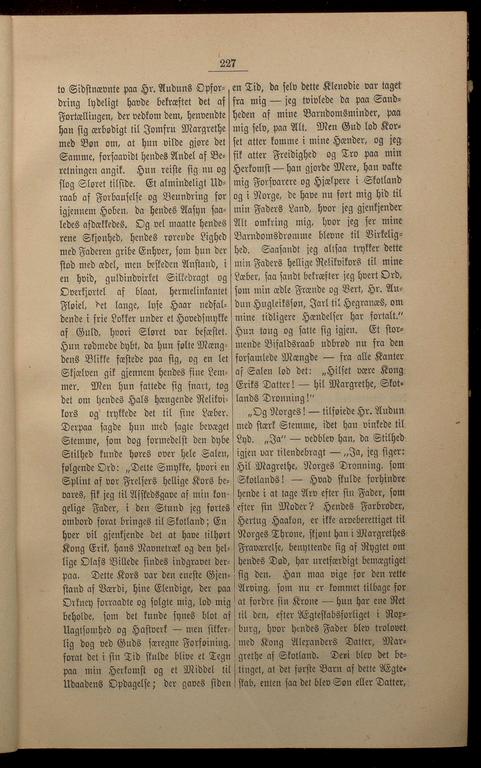 227
to Sidstnævnte paa Hr. Auduns Opfor-
dring lydeligt havde bekræftet det af
Fortællingen, der vedkom dem, henvendte
han sig ærbødigt til Jomfru Margrethe
med Bøn om, at hun vilde gjøre det
Samme, forsaavidt hendes Andel af Be-
retningen angik. Hun reiste sig nu og
slog Sløret tilside. Et almindeligt Ud-
raab af Forbauselse og Beundring for
igjennem Hoben, da hendes Aasyn saa-
ledes afdækkedes. Og vel maatte hendes
rene Skjønhed, hendes rørende Lighed
med Faderen gribe Enhver, som hun der
stod med ædel, men beskeden Anstand, i
en hvid, guldindvirket Silkedragt og
Overkjortel af blaat, hermelinkantet
Fløiel, det lange, lyse Haar nedfal-
dende i frie Lokker under et Hovedsmykke
af Guld, hvori Sløret var befæstet.
Hun rødmede dybt, da hun følte Mæng-
dens Blikke fæstede paa sig, og en let
Skjælven gik gjennem hendes fine Lem-
mer. Men hun fattede sig snart, tog
det om hendes Hals hængende Relikvi-
kors og trykkede det til sine Læber.
Derpaa sagde hun med sagte bevæget
Stemme, som dog formedelst den dybe
Stilhed kunde høres over hele Salen,
følgende Ord: „Dette Smykke, hvori en
Splint af vor Frelsers hellige Kors be-
vares, fik jeg til Afskedsgave af min kon-
gelige Fader, i den Stund jeg førtes
ombord forat bringes til Skotland; En-
hver vil gjenkjende det at have tilhørt
Kong Erik, hans Navnetræk og den hel-
lige Olafs Billede findes indgravet der-
paa. Dette Kors var den eneste Gjen-
stand af Værdi, hine Elendige, der paa
Orkney forraadte og solgte mig, lod mig
beholde, som det kunde synes blot af
Uagtsomhed og Hastværk — men sikker-
lig dog ved Guds særegne Forføining,
forat det i sin Tid skulde blive et Tegn
paa min Herkomst og et Middel til
Udaadens Opdagelse; der gaves siden
en Tid, da selv dette Klenodie var taget
fra mig — jeg tvivlede da paa Sand-
heden af mine Barndomsminder, paa
mig selv, paa Alt. Men Gud lod Kor-
set atter komme i mine Hænder, og jeg
fik atter Freidighed og Tro paa min
Herkomst — han gjorde Mere, han vakte
mig Forsvarere og Hjælpere i Skotland
og i Norge, de have nu ført mig hid til
min Faders Land, hvor jeg gjenkjender
Alt omkring mig, hvor jeg ser mine
Barndomsdrømme blevne til Virkelig-
hed. Saasandt jeg altsaa trykker dette
min Faders hellige Relikvikors til mine
Læber, saa sandt bekræfter jeg hvert Ord,
som min ædle Frænde og Vert, Hr. Au-
dun Hugleiksøn, Jarl til Hegranæs, om
mine tidligere Hændelser har fortalt.“
Hun taug og satte sig igjen. Et stor-
mende Bifaldsraab udbrød nu fra den
forsamlede Mængde — fra alle Kanter
af Salen lød det: „Hilset være Kong
Eriks Datter! — hil Margrethe, Skot-
lands Dronning!“
„Og Norges! — tilføiede Hr. Audun
med stærk Stemme, idet han vinkede til
Lyd. „Ja“ — vedblev han, da Stilhed
igjen var tilendebragt — „Ja, jeg siger:
Hil Magrethe, Norges Dronning, som
Skotlands! — Hvad skulde forhindre
hende i at tage Arv efter sin Fader, som
efter sin Moder? Hendes Farbroder,
Hertug Haakon, er ikke arveberettiget til
Norges Throne, skjønt han i Margrethes
Fraværelse, benyttende sig af Rygtet om
hendes Død, har uretfærdigt bemægtiget
sig den. Han maa vige for den rette
Arving, som nu er kommet tilbage for
at fordre sin Krone — hun har ene Ret
til den, efter Ægteskabsforliget i Nor-
burg, hvor hendes Fader blev trolovet
med Kong Alexanders Datter, Mar-
grethe af Skotland. Deri blev det be-
tinget, at det første Barn af dette Ægte-
skab, enten saa det blev Søn eller Datter,